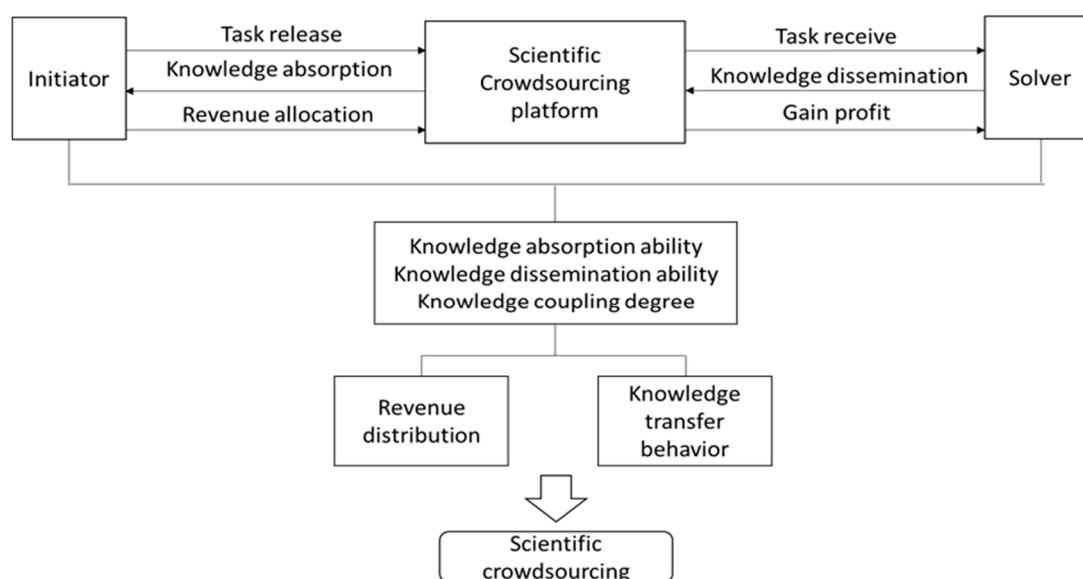 Initiator
Task release
Knowledge absorption
Revenue allocation
Scientific
Crowdsourcing
platform
Task receive
Knowledge dissemination
Gain profit
Solver
Knowledge absorption ability
Knowledge dissemination ability
Knowledge coupling degree
Revenue
distribution
Knowledge
transfer
behavior
Scientific
crowdsourcing